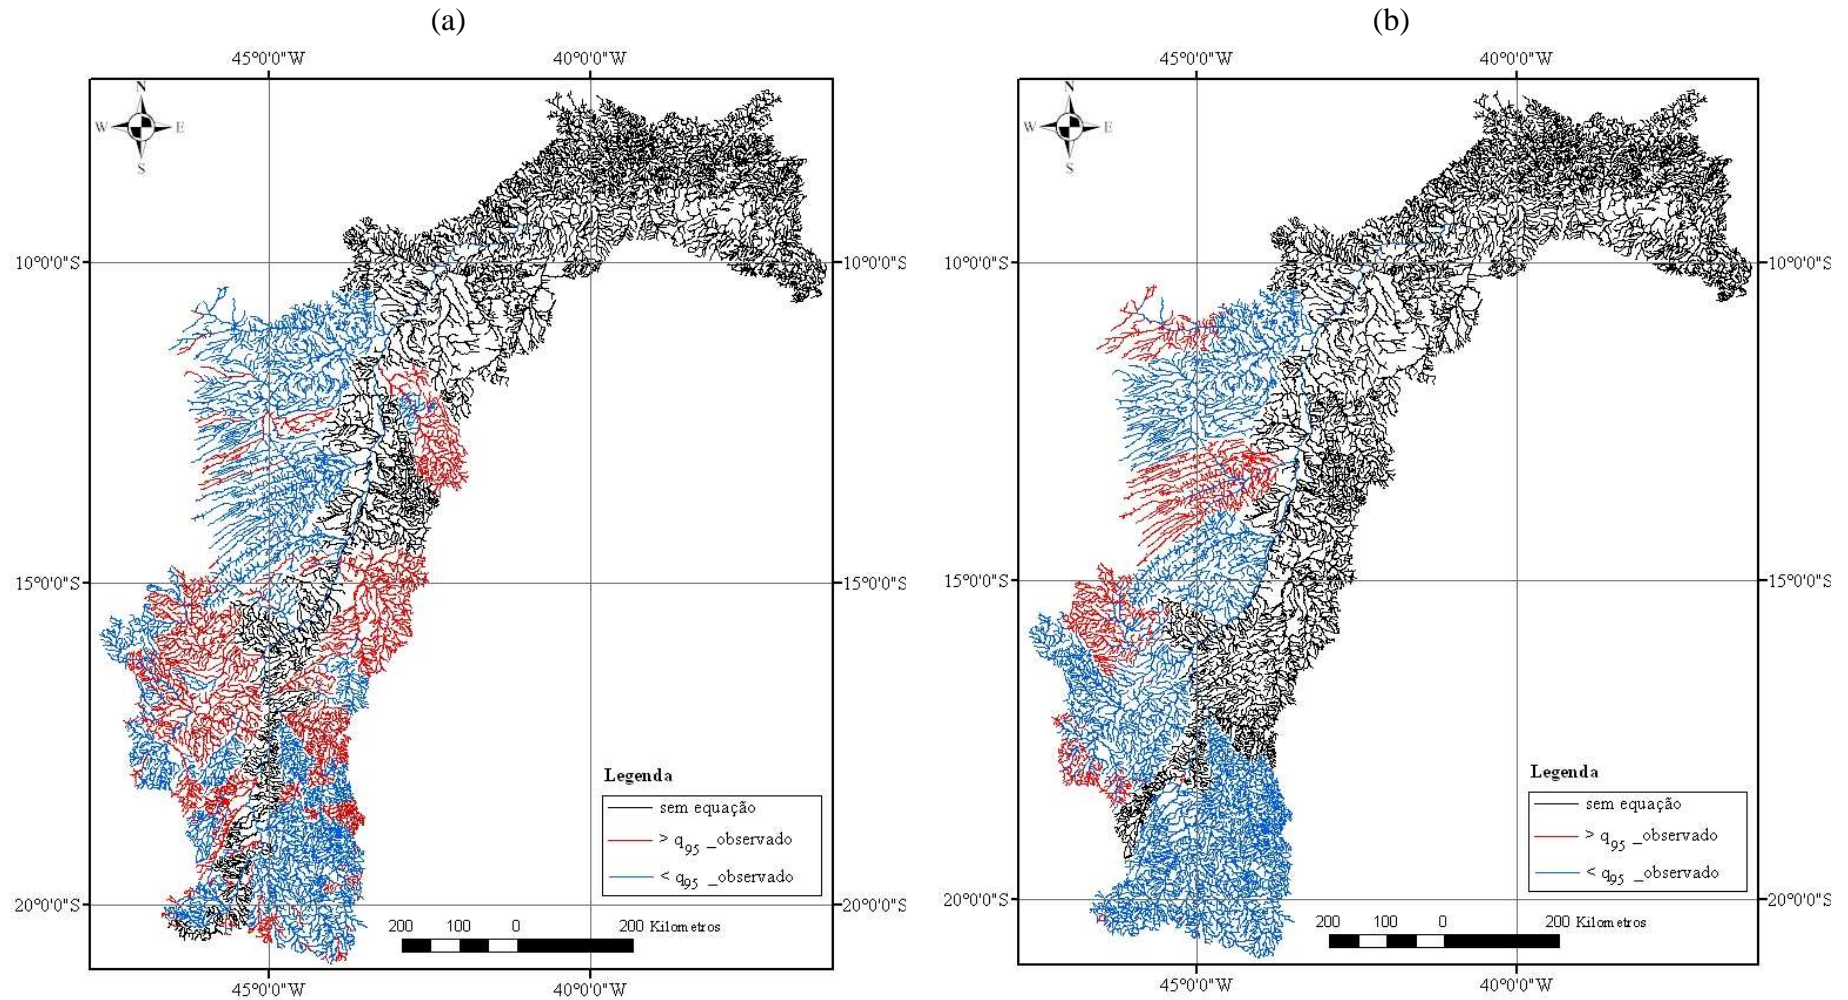 (a)
(b)
45°0'0"W 40°0'0"W
45°0'0"W 40°0'0"W
N
W E
S
N
W E
S
10°0'0"S 10°0'0"S
10°0'0"S 10°0'0"S
15°0'0"S 15°0'0"S
15°0'0"S 15°0'0"S
Legenda
sem equação
> q95 _observado
< q95 _observado
Legenda
sem equação
> q95 _observado
< q95 _observado
20°0'0"S 20°0'0"S
20°0'0"S 20°0'0"S
200 100 0 200 Kilometros
200 100 0 200 Kilometros
45°0'0"W 40°0'0"W
45°0'0"W 40°0'0"W